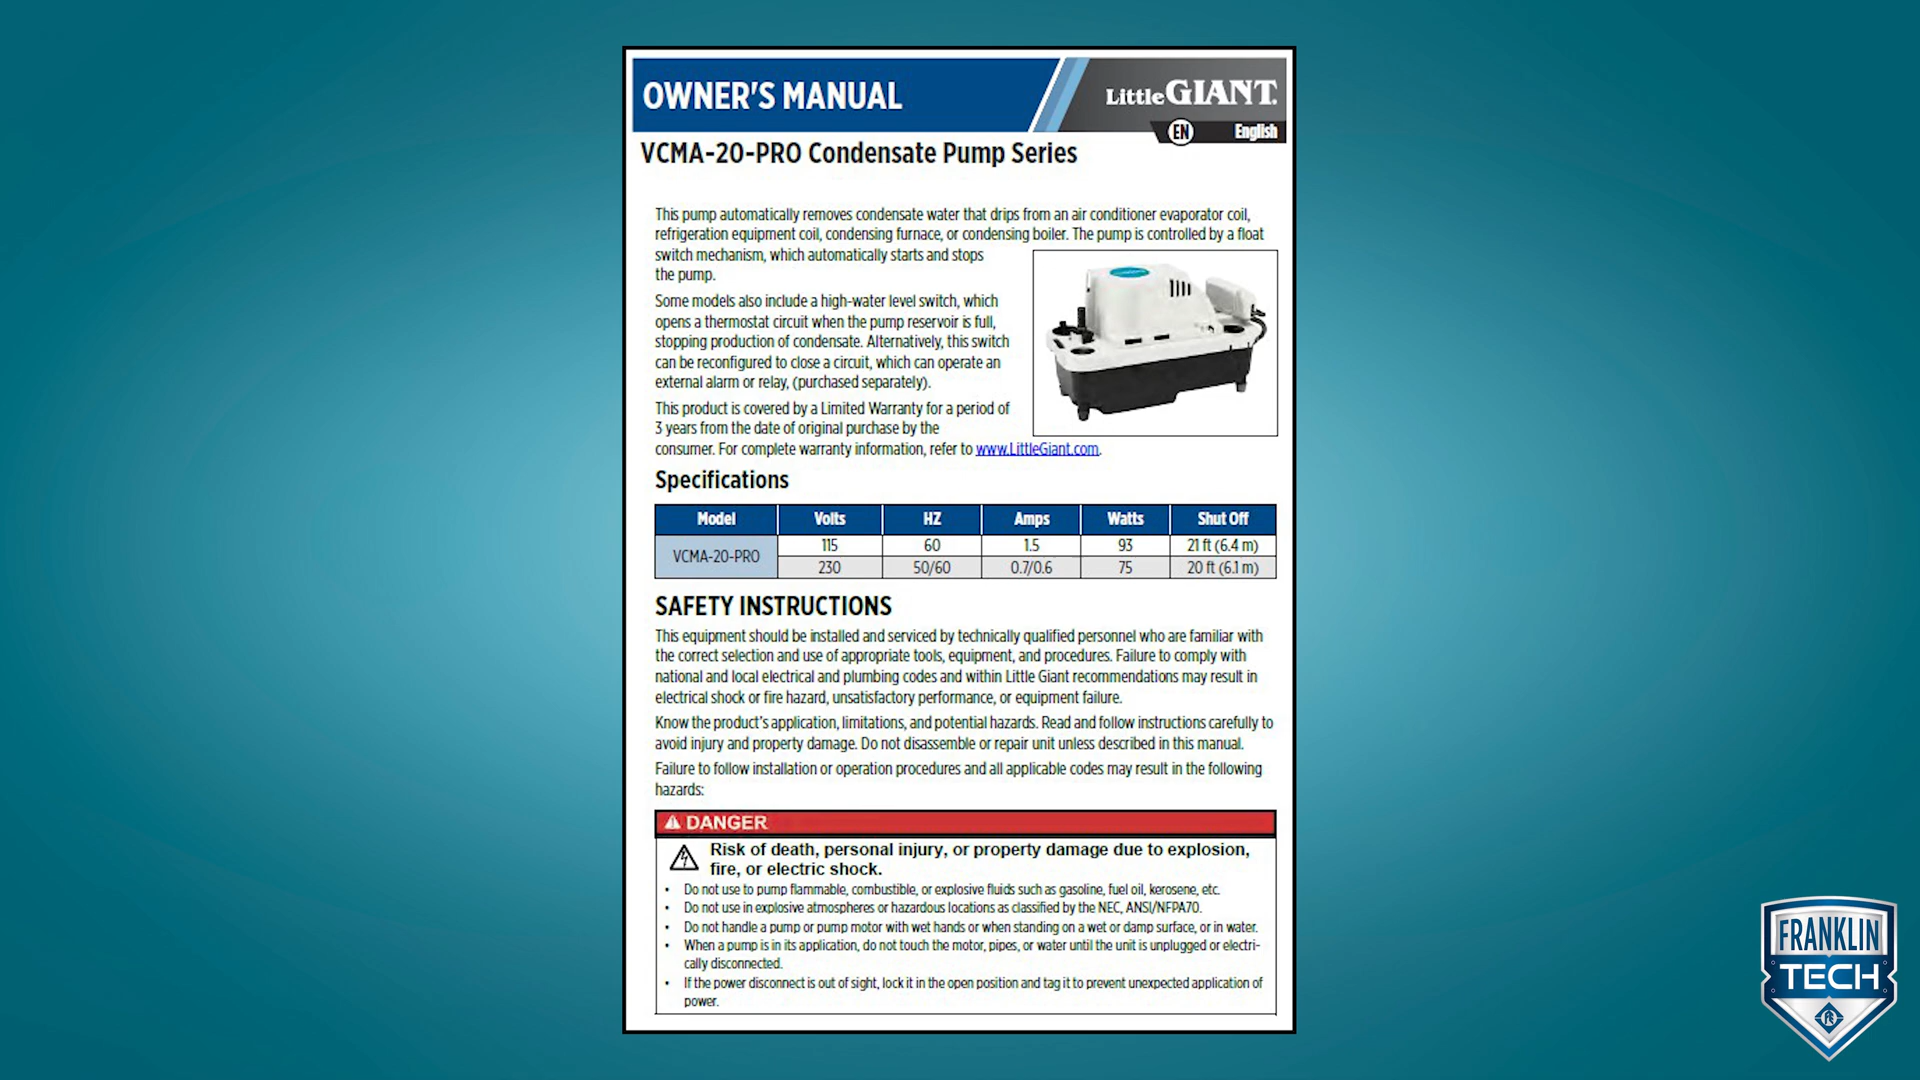 OWNER'S MANUAL
LittleGIANT.
EN English
VCMA-20-PRO Condensate Pump Series
This pump automatically removes condensate water that drips from an air conditioner evaporator coil,
refrigeration equipment coil, condensing furnace, or condensing boiler. The pump is controlled by a float
switch mechanism, which automatically starts and stops
the pump.
Some models also include a high-water level switch, which
opens a thermostat circuit when the pump reservoir is full,
stopping production of condensate. Alternatively, this switch
can be reconfigured to close a circuit, which can operate an
external alarm or relay, (purchased separately).
This product is covered by a Limited Warranty for a period of
3 years from the date of original purchase by the
consumer. For complete warranty information, refer to www.LittleGiant.com.
Specifications
Model Volts HZ Amps Watts Shut Off
VCMA-20-PRO 115 60 1.5 93 21 ft (6.4 m)
230 50/60 0.7/0.6 75 20 ft (6.1 m)
SAFETY INSTRUCTIONS
This equipment should be installed and serviced by technically qualified personnel who are familiar with
the correct selection and use of appropriate tools, equipment, and procedures. Failure to comply with
national and local electrical and plumbing codes and within Little Giant recommendations may result in
electrical shock or fire hazard, unsatisfactory performance, or equipment failure.
Know the product's application, limitations, and potential hazards. Read and follow instructions carefully to
avoid injury and property damage. Do not disassemble or repair unit unless described in this manual.
Failure to follow installation or operation procedures and all applicable codes may result in the following
hazards:
DANGER
Risk of death, personal injury, or property damage due to explosion,
fire, or electric shock.
• Do not use to pump flammable, combustible, or explosive fluids such as gasoline, fuel oil, kerosene, etc.
• Do not use in explosive atmospheres or hazardous locations as classified by the NEC, ANSI/NFPA70.
• Do not handle a pump or pump motor with wet hands or when standing on a wet or damp surface, or in water.
• When a pump is in its application, do not touch the motor, pipes, or water until the unit is unplugged or electri-
cally disconnected.
• If the power disconnect is out of sight, lock it in the open position and tag it to prevent unexpected application of
power.
FRANKLIN
TECH